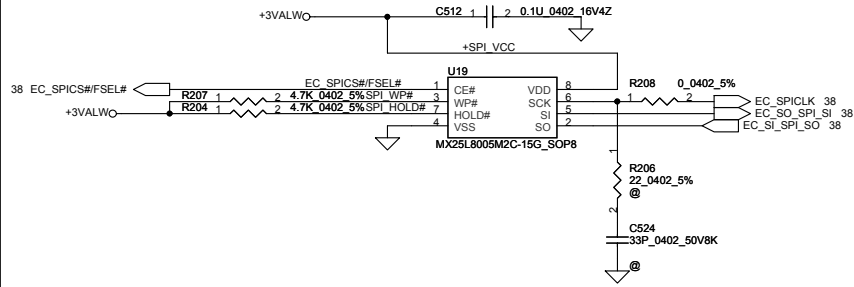 +3VALW
C512 1 2 0.1U_0402_16V4Z
+SPI_VCC
U19
38 EC_SPICS#/FSEL# EC_SPICS#/FSEL# 1 CE# VDD 8 R208 0_0402_5%
R207 1 2 4.7K_0402_5% SPI_WP# 3 WP# SCK 6 1 2 EC_SPICLK 38
+3VALW R204 1 2 4.7K_0402_5% SPI_HOLD# 7 HOLD# SI 5 EC_SO_SPI_SI 38
4 VSS SO 2 EC_SI_SPI_SO 38
MX25L8005M2C-15G_SOP8
1
R206
22_0402_5%
@
2
C524
33P_0402_50V8K
@